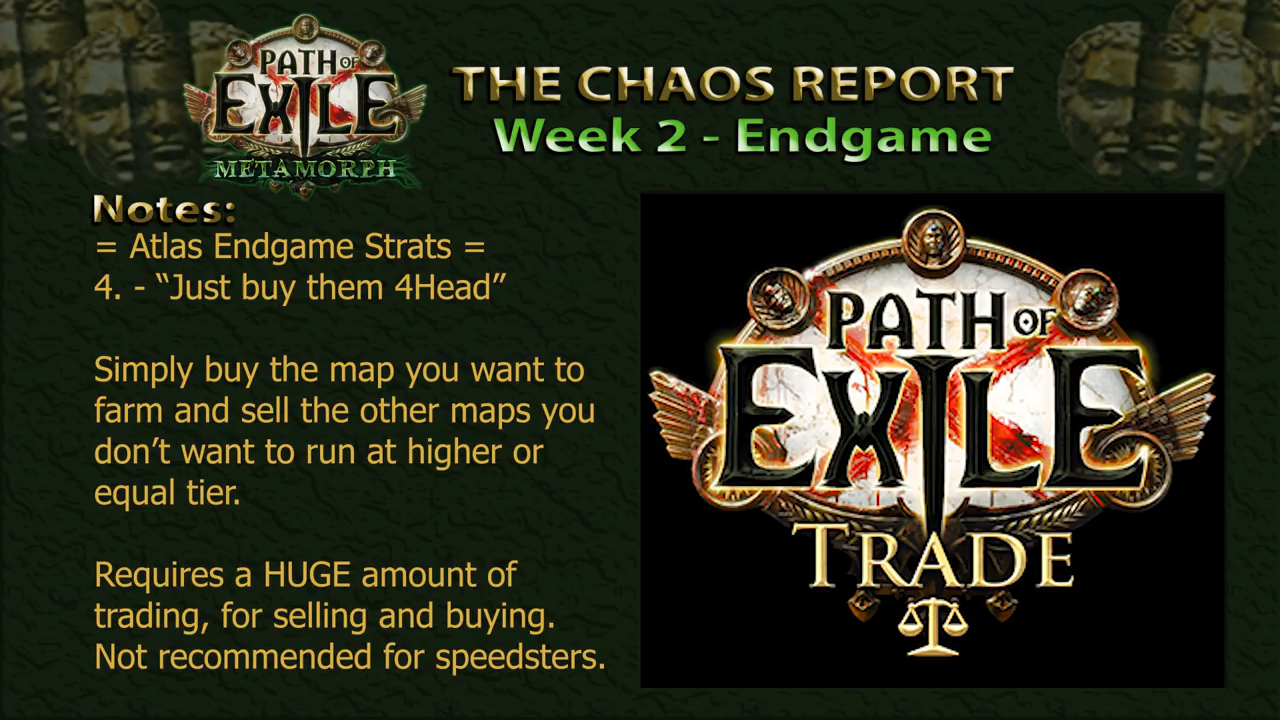 PATH OF
EXILE
METAMORPH
THE CHAOS REPORT
Week 2 - Endgame
Notes:
= Atlas Endgame Strats =
4. - “Just buy them 4Head”
Simply buy the map you want to
farm and sell the other maps you
don’t want to run at higher or
equal tier.
Requires a HUGE amount of
trading, for selling and buying.
Not recommended for speedsters.
PATH OF
EXILE
TRADE